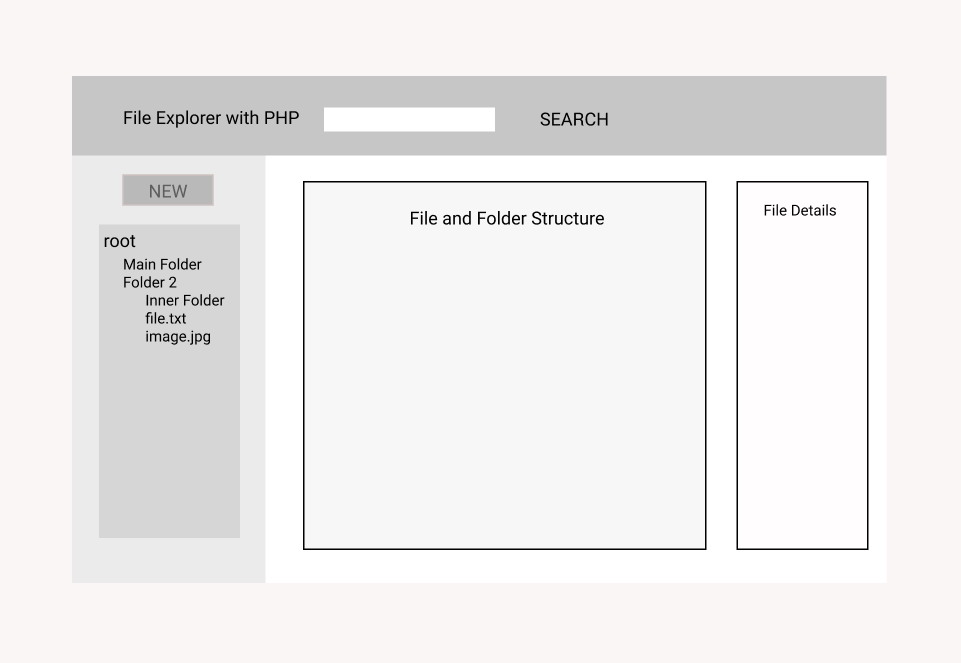 File Explorer with PHP
SEARCH
NEW
root
Main Folder
Folder 2
Inner Folder
file.txt
image.jpg
File and Folder Structure
File Details